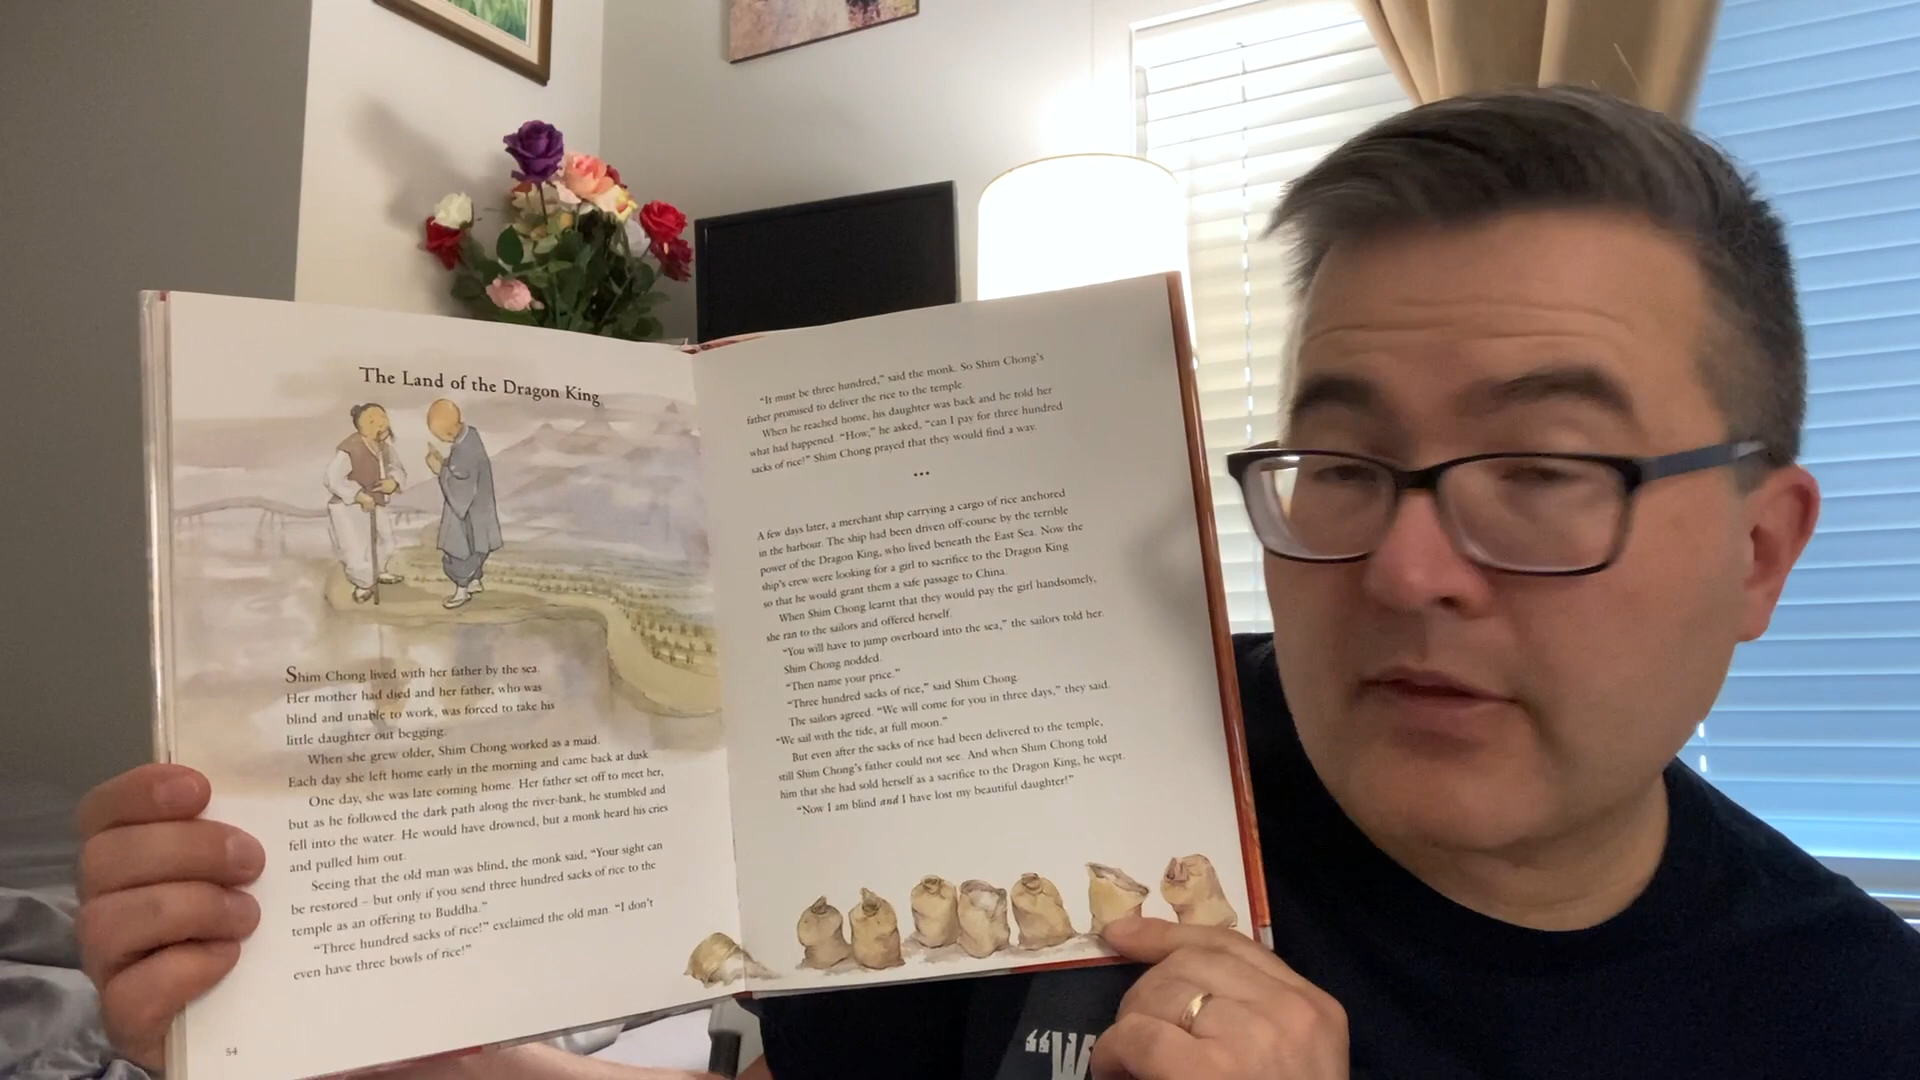 The Land of the Dragon King
Shim Chong lived with her father by the sea.
Her mother had died and her father, who was
blind and unable to work, was forced to take his
little daughter out begging.
When she grew older, Shim Chong worked as a maid.
Each day she left home early in the morning and came back at dusk
One day, she was late coming home. Her father set off to meet her,
but as he followed the dark path along the river-bank, he stumbled and
fell into the water. He would have drowned, but a monk heard his cries
and pulled him out.
Seeing that the old man was blind, the monk said, “Your sight can
be restored – but only if you send three hundred sacks of rice to the
temple as an offering to Buddha.”
“Three hundred sacks of rice!” exclaimed the old man. “I don’t
even have three bowls of rice!”
54
“It must be three hundred,” said the monk. So Shim Chong’s
father promised to deliver the rice to the temple.
When he reached home, his daughter was back and he told her
what had happened. “How,” he asked, “can I pay for three hundred
sacks of rice!” Shim Chong prayed that they would find a way.
•••
A few days later, a merchant ship carrying a cargo of rice anchored
in the harbour. The ship had been driven off-course by the terrible
power of the Dragon King, who lived beneath the East Sea. Now the
ship’s crew were looking for a girl to sacrifice to the Dragon King
so that he would grant them a safe passage to China.
When Shim Chong learnt that they would pay the girl handsomely,
she ran to the sailors and offered herself.
“You will have to jump overboard into the sea,” the sailors told her.
Shim Chong nodded.
“Then name your price.”
“Three hundred sacks of rice,” said Shim Chong.
The sailors agreed. “We will come for you in three days,” they said.
“We sail with the tide, at full moon.”
But even after the sacks of rice had been delivered to the temple,
still Shim Chong’s father could not see. And when Shim Chong told
him that she had sold herself as a sacrifice to the Dragon King, he wept.
“Now I am blind and I have lost my beautiful daughter!”
“W